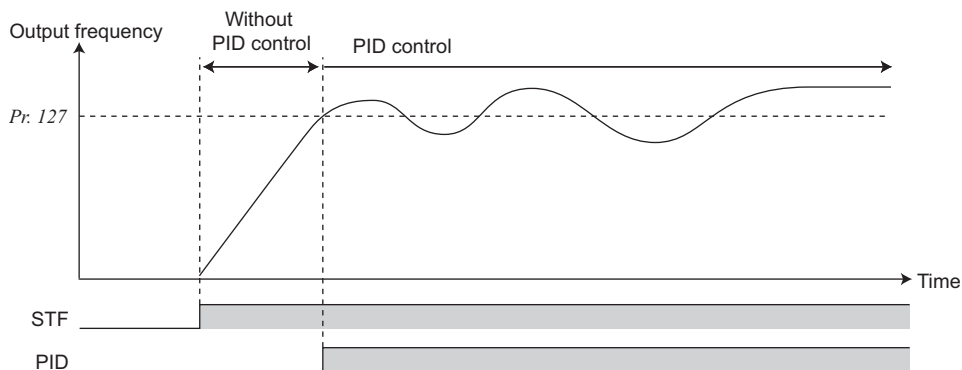 Output frequency
Without
PID control
PID control
Pr. 127
Time
STF
PID